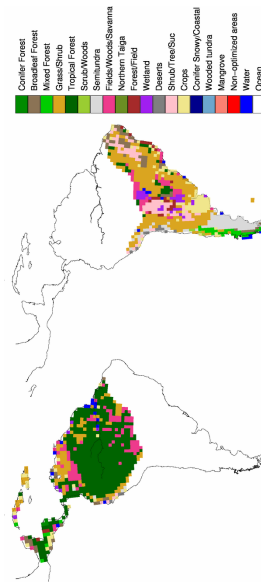 Conifer Forest
Broadleaf Forest
Mixed Forest
Grass/Shrub
Tropical Forest
Scrub/Woods
Semitundra
Fields/Woods/Savanna
Northern Taiga
Forest/Field
Wetland
Deserts
Shrub/Tree/Suc
Crops
Conifer Snowy/Coastal
Wooded tundra
Mangrove
Non-optimized areas
Water
Ocean